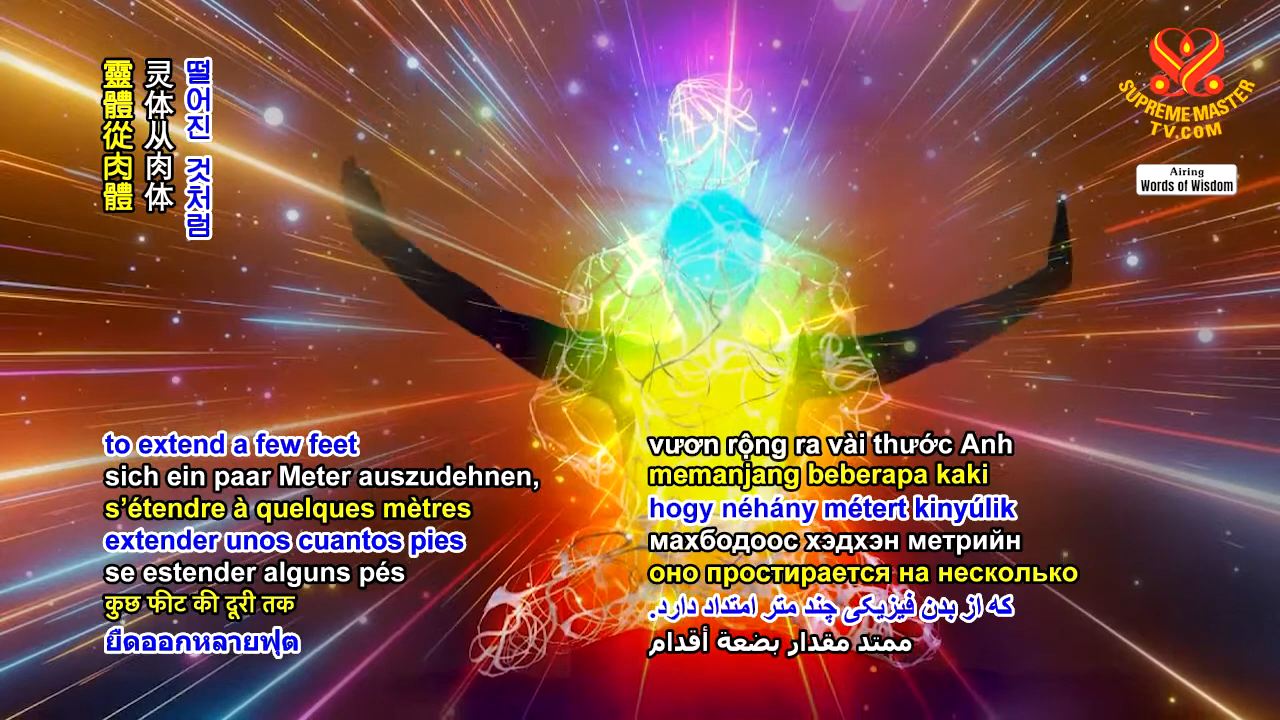 靈體從肉體
灵体从肉体
떨어진 것처럼
SUPREME MASTER
TV.COM
Airing
Words of Wisdom
to extend a few feet
sich ein paar Meter auszudehnen,
s’étendre à quelques mètres
extender unos cuantos pies
se estender alguns pés
कुछ फीट की दूरी तक
ยืดออกหลายฟุต
vươn rộng ra vài thước Anh
memanjang beberapa kaki
hogy néhány métert kinyúlik
махбодоос хэдхэн метрийн
оно простирается на несколько
که از بدن فیزیکی چند متر امتداد دارد.
ممتد مقدار بضعة أقدام